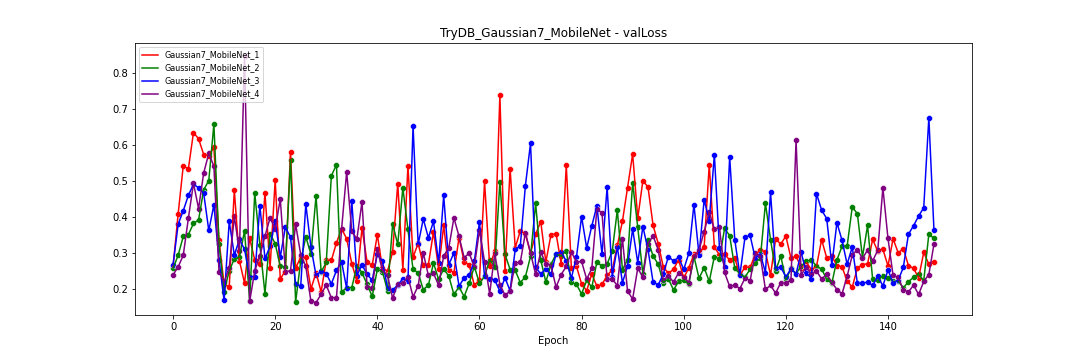 TryDB_Gaussian7_MobileNet - valLoss
Gaussian7_MobileNet_1
Gaussian7_MobileNet_2
Gaussian7_MobileNet_3
Gaussian7_MobileNet_4
0.8
0.7
0.6
0.5
0.4
0.3
0.2
0 20 40 60 80 100 120 140
Epoch